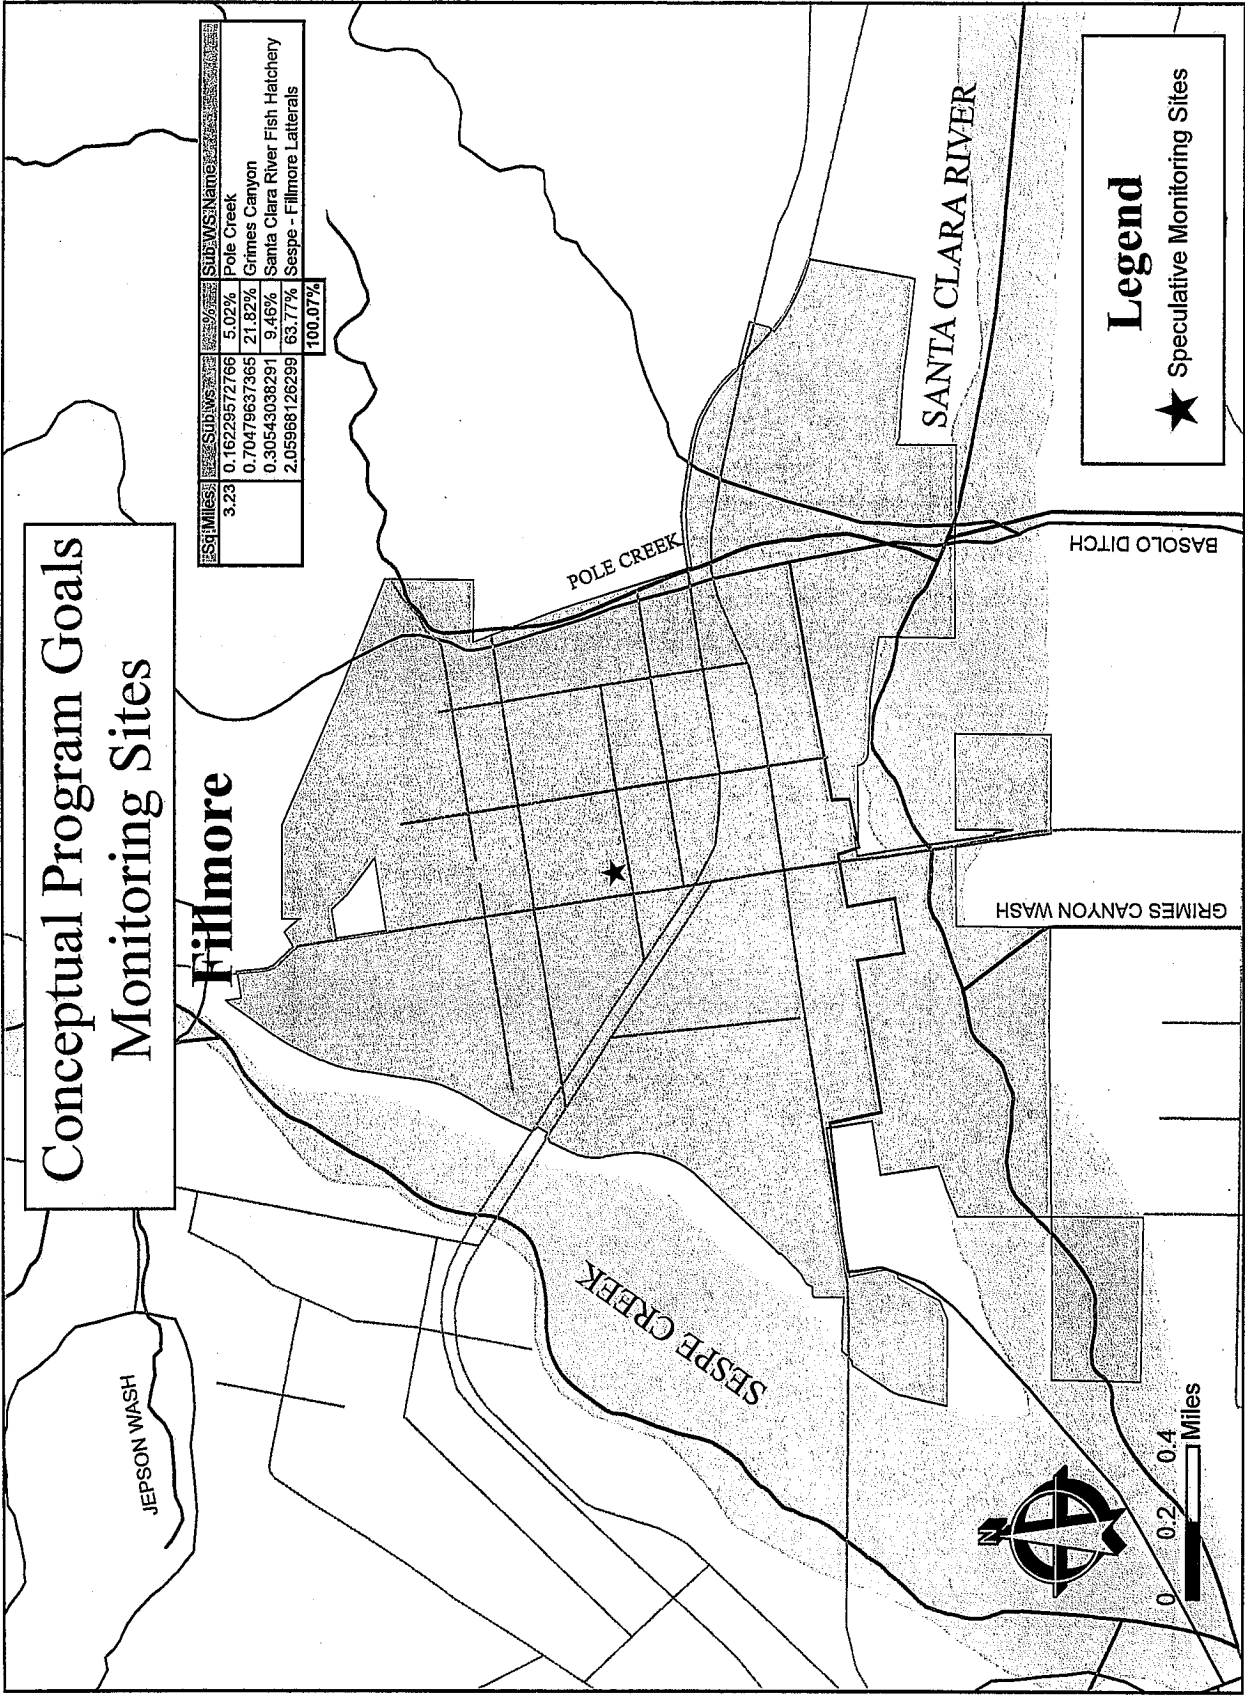 Conceptual Program Goals
Monitoring Sites
Fillmore
Sq Miles Sub ws % Sub WS Name
3.23 0.16229572766 5.02% Pole Creek
0.70479637365 21.82% Grimes Canyon
0.30543038291 9.46% Santa Clara River Fish Hatchery
2.05968126299 63.77% Sespe - Fillmore Latterals
100.07%
JEPSON WASH
POLE CREEK
SESPE CREEK
SANTA CLARA RIVER
GRIMES CANYON WASH
BASOLO DITCH
N
0 0.2 0.4
Miles
Legend
Speculative Monitoring Sites